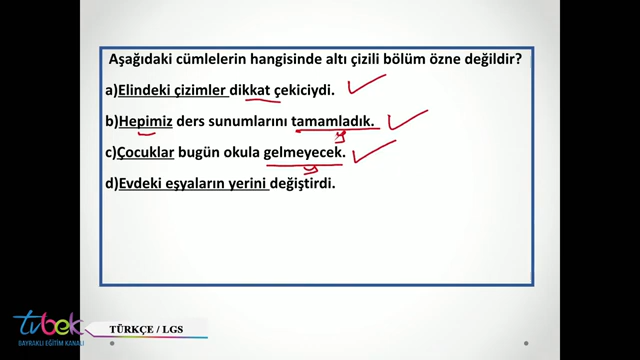 Aşağıdaki cümlelerin hangisinde altı çizili bölüm özne değildir?
a)Elindeki çizimler dikkat çekiciydi.
b)Hepimiz ders sunumlarını tamamladık.
y
c)Çocuklar bugün okula gelmeyecek.
y
d)Evdeki eşyaların yerini değiştirdi.
tvbek
BAYRAKLI EĞİTİM KANALI
TÜRKÇE / LGS